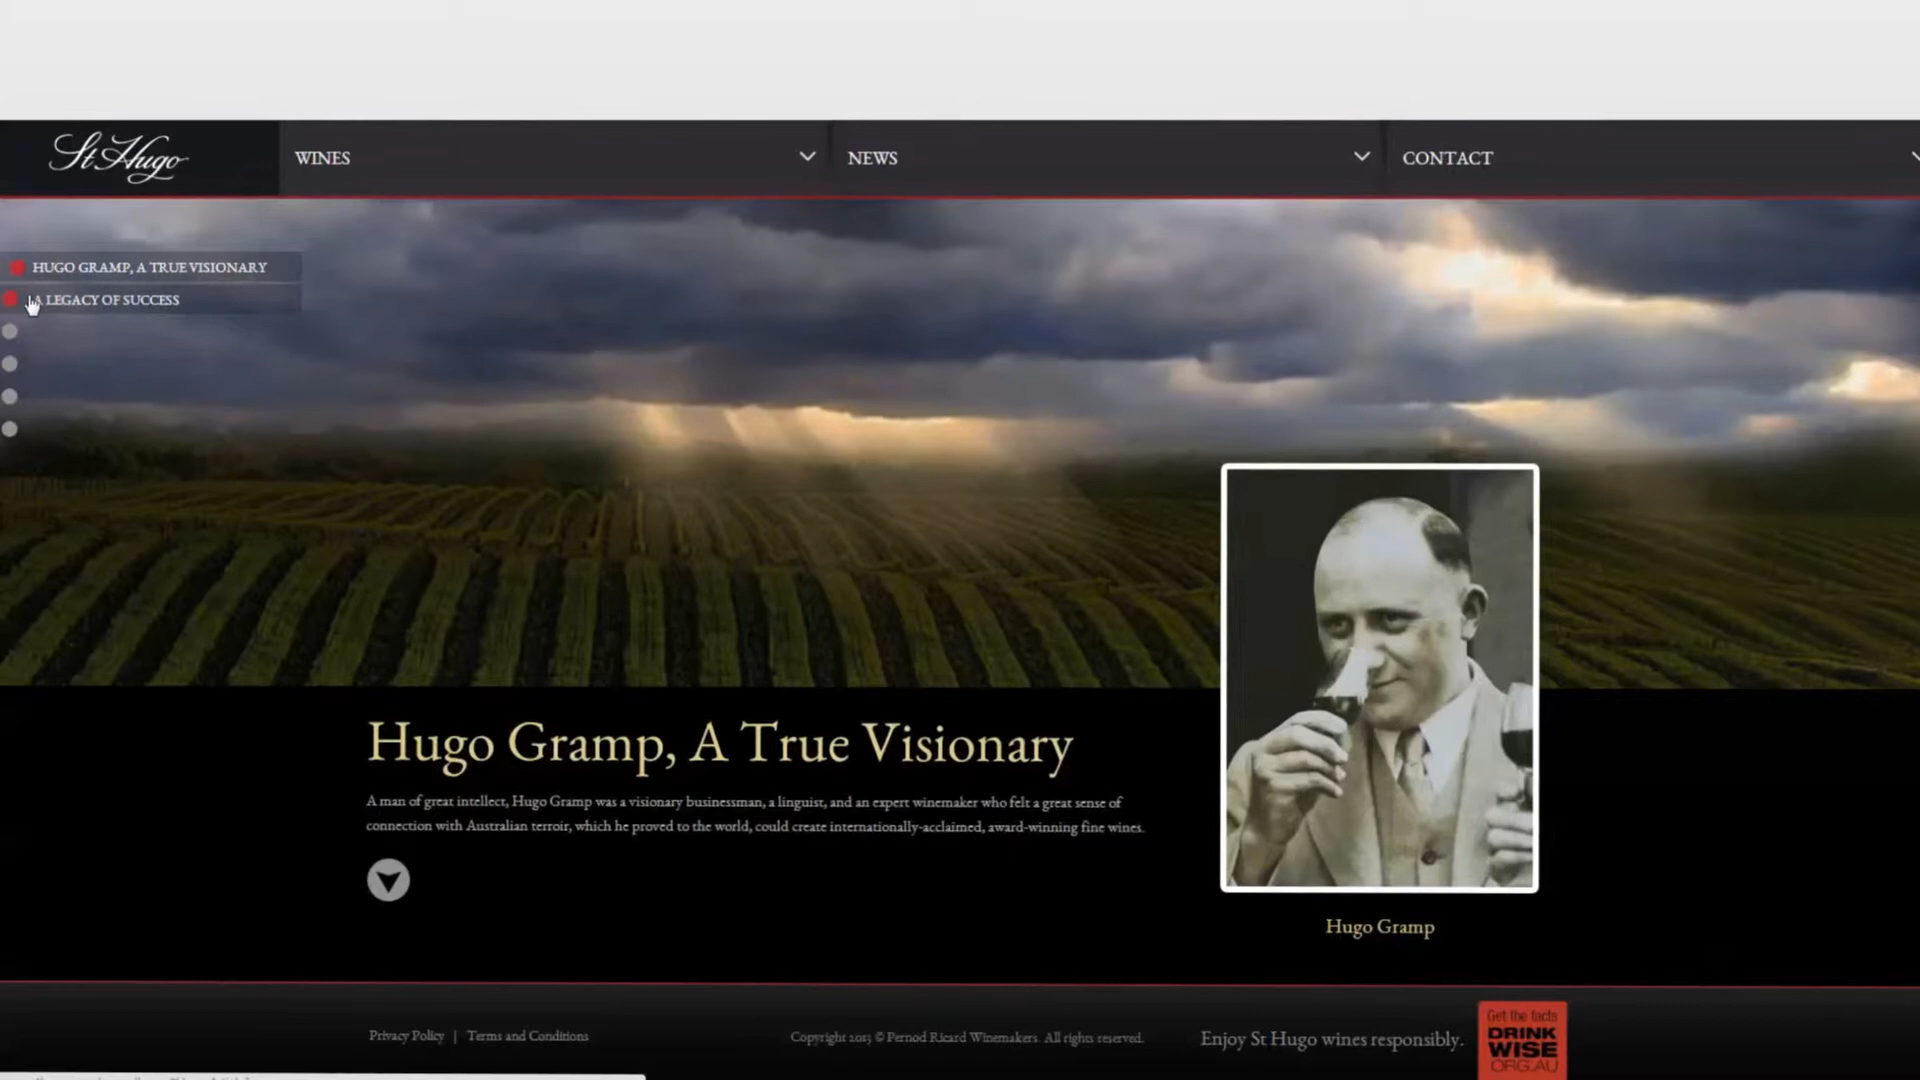 St Hugo
WINES
NEWS
CONTACT
HUGO GRAMP, A TRUE VISIONARY
A LEGACY OF SUCCESS
Hugo Gramp, A True Visionary
A man of great intellect, Hugo Gramp was a visionary businessman, a linguist, and an expert winemaker who felt a great sense of
connection with Australian terroir, which he proved to the world, could create internationally-acclaimed, award-winning fine wines.
Hugo Gramp
Privacy Policy | Terms and Conditions
Copyright 2013 © Pernod Ricard Winemakers. All rights reserved.
Enjoy St Hugo wines responsibly.
Get the facts
DRINK
WISE
ORG.AU